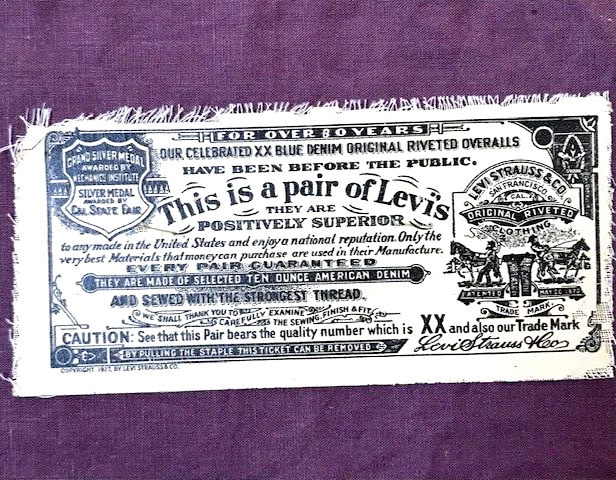 FOR OVER 80 YEARS
OUR CELEBRATED XX BLUE DENIM ORIGINAL RIVETED OVERALLS
HAVE BEEN BEFORE THE PUBLIC.
GRAND SILVER MEDAL
AWARDED BY
MECHANICS INSTITUTE
SILVER MEDAL
AWARDED BY
CAL. STATE FAIR
This is a pair of Levi's
THEY ARE
POSITIVELY SUPERIOR
to any made in the United States and enjoy a national reputation. Only the
very best Materials that money can purchase are used in their Manufacture.
EVERY PAIR GUARANTEED
THEY ARE MADE OF SELECTED TEN OUNCE AMERICAN DENIM
AND SEWED WITH THE STRONGEST THREAD.
WE SHALL THANK YOU TO
CAREFULLY EXAMINE
THE SEWING, FINISH & FIT
LEVI STRAUSS & CO.
SAN FRANCISCO
CAL.
ORIGINAL RIVETED
CLOTHING
PATENTED
MAY 20 1873
TRADE MARK
CAUTION: See that this Pair bears the quality number which is XX and also our Trade Mark
BY PULLING THE STAPLE THIS TICKET CAN BE REMOVED
Levi Strauss & Co
COPYRIGHT 1927, BY LEVI STRAUSS & CO.